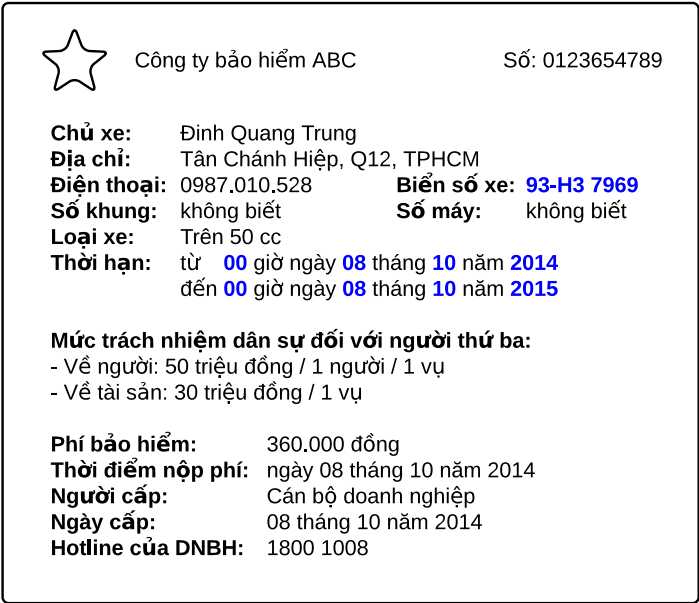 Công ty bảo hiểm ABC Số: 0123654789
Chủ xe: Đinh Quang Trung
Địa chỉ: Tân Chánh Hiệp, Q12, TPHCM
Điện thoại: 0987.010.528 Biển số xe: 93-H3 7969
Số khung: không biết Số máy: không biết
Loại xe: Trên 50 cc
Thời hạn: từ 00 giờ ngày 08 tháng 10 năm 2014
đến 00 giờ ngày 08 tháng 10 năm 2015
Mức trách nhiệm dân sự đối với người thứ ba:
- Về người: 50 triệu đồng / 1 người / 1 vụ
- Về tài sản: 30 triệu đồng / 1 vụ
Phí bảo hiểm: 360.000 đồng
Thời điểm nộp phí: ngày 08 tháng 10 năm 2014
Người cấp: Cán bộ doanh nghiệp
Ngày cấp: 08 tháng 10 năm 2014
Hotline của DNBH: 1800 1008